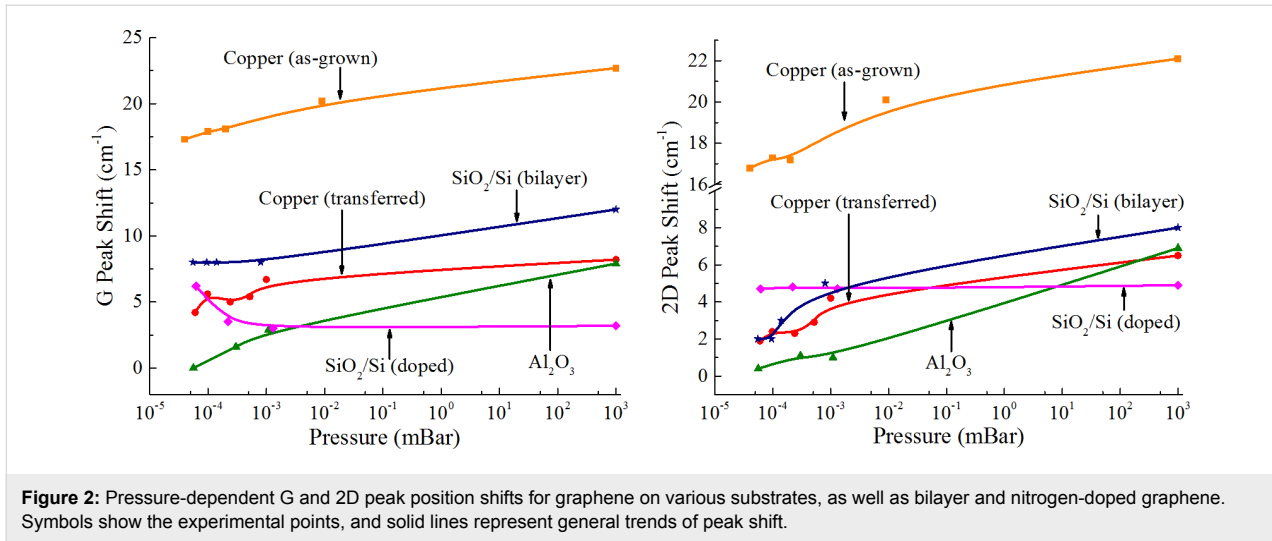 25
20
15
10
5
0
G Peak Shift (cm⁻¹)
Copper (as-grown)
SiO₂/Si (bilayer)
Copper (transferred)
SiO₂/Si (doped)
Al₂O₃
10⁻⁵ 10⁻⁴ 10⁻³ 10⁻² 10⁻¹ 10⁰ 10¹ 10² 10³
Pressure (mBar)
22
20
18
16
8
6
4
2
0
2D Peak Shift (cm⁻¹)
Copper (as-grown)
Copper (transferred)
SiO₂/Si (bilayer)
SiO₂/Si (doped)
Al₂O₃
10⁻⁵ 10⁻⁴ 10⁻³ 10⁻² 10⁻¹ 10⁰ 10¹ 10² 10³
Pressure (mBar)
Figure 2: Pressure-dependent G and 2D peak position shifts for graphene on various substrates, as well as bilayer and nitrogen-doped graphene.
Symbols show the experimental points, and solid lines represent general trends of peak shift.